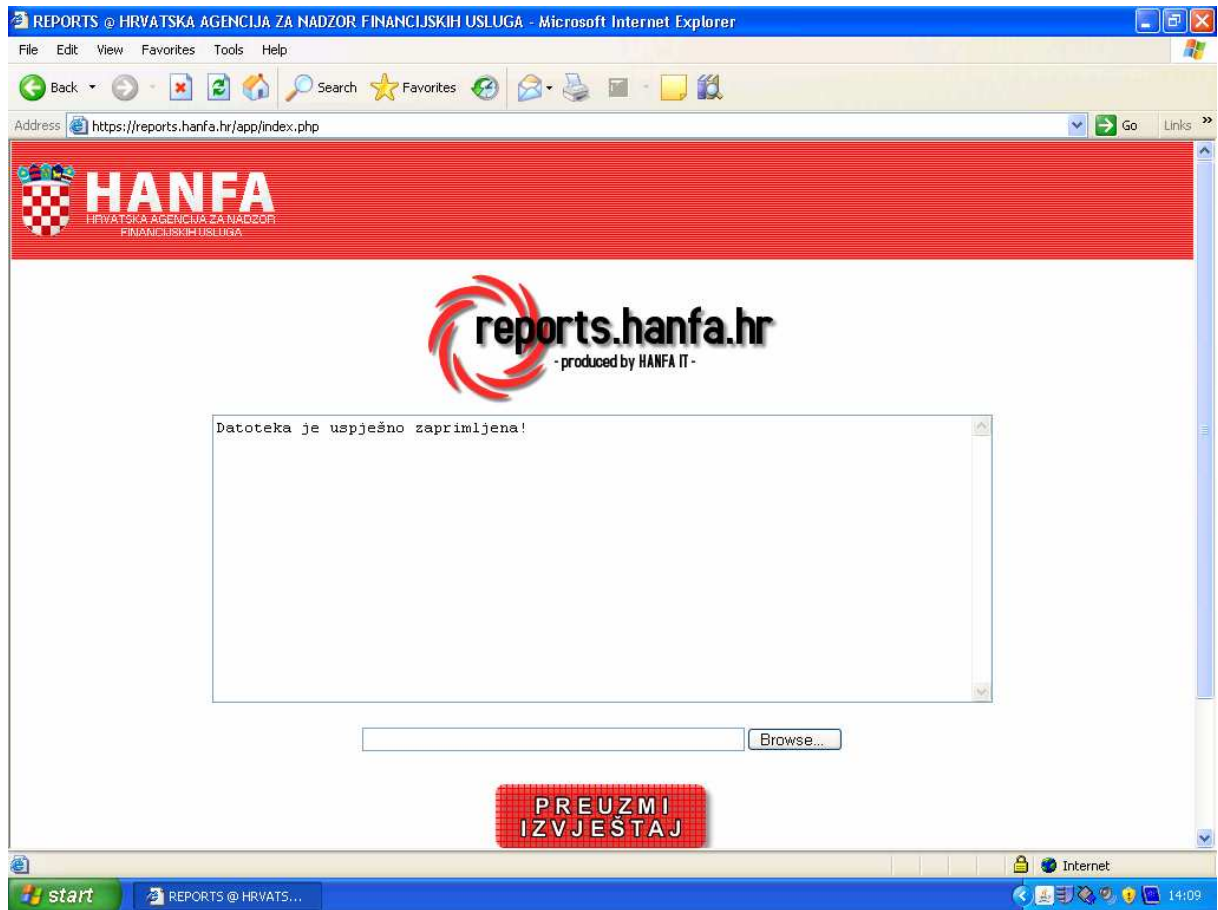 REPORTS @ HRVATSKA AGENCIJA ZA NADZOR FINANCIJSKIH USLUGA - Microsoft Internet Explorer
File Edit View Favorites Tools Help
Back Search Favorites
Address https://reports.hanfa.hr/app/index.php Go Links »
HANFA
HRVATSKA AGENCIJA ZA NADZOR
FINANCIJSKIH USLUGA
reports.hanfa.hr
- produced by HANFA IT -
Datoteka je uspješno zaprimljena!
Browse...
PREUZMI
IZVJEŠTAJ
Internet
start REPORTS @ HRVATS... 14:09